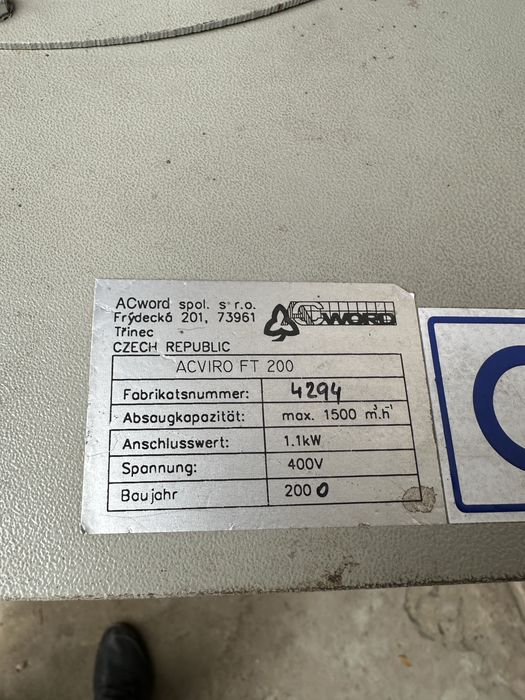 ACword spol. s r.o.
Frýdecká 201, 73961
Třinec
CZECH REPUBLIC
ACWORD
ACVIRO FT 200
Fabrikatsnummer: 4294
Absaugkapazität: max. 1500 m³.h⁻¹
Anschlusswert: 1.1kW
Spannung: 400V
Baujahr 2000